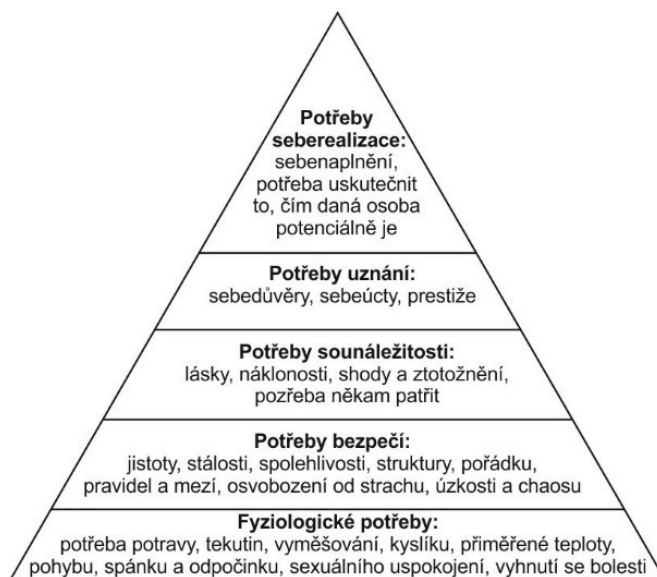 Potřeby
seberealizace:
sebenaplnění,
potřeba uskutečnit
to, čím daná osoba
potenciálně je
Potřeby uznání:
sebedůvěry, sebeúcty, prestiže
Potřeby sounáležitosti:
lásky, náklonosti, shody a ztotožnění,
pozřeba někam patřit
Potřeby bezpečí:
jistoty, stálosti, spolehlivosti, struktury, pořádku,
pravidel a mezí, osvobození od strachu, úzkosti a chaosu
Fyziologické potřeby:
potřeba potravy, tekutin, vyměšování, kyslíku, přiměřené teploty,
pohybu, spánku a odpočinku, sexuálního uspokojení, vyhnutí se bolesti